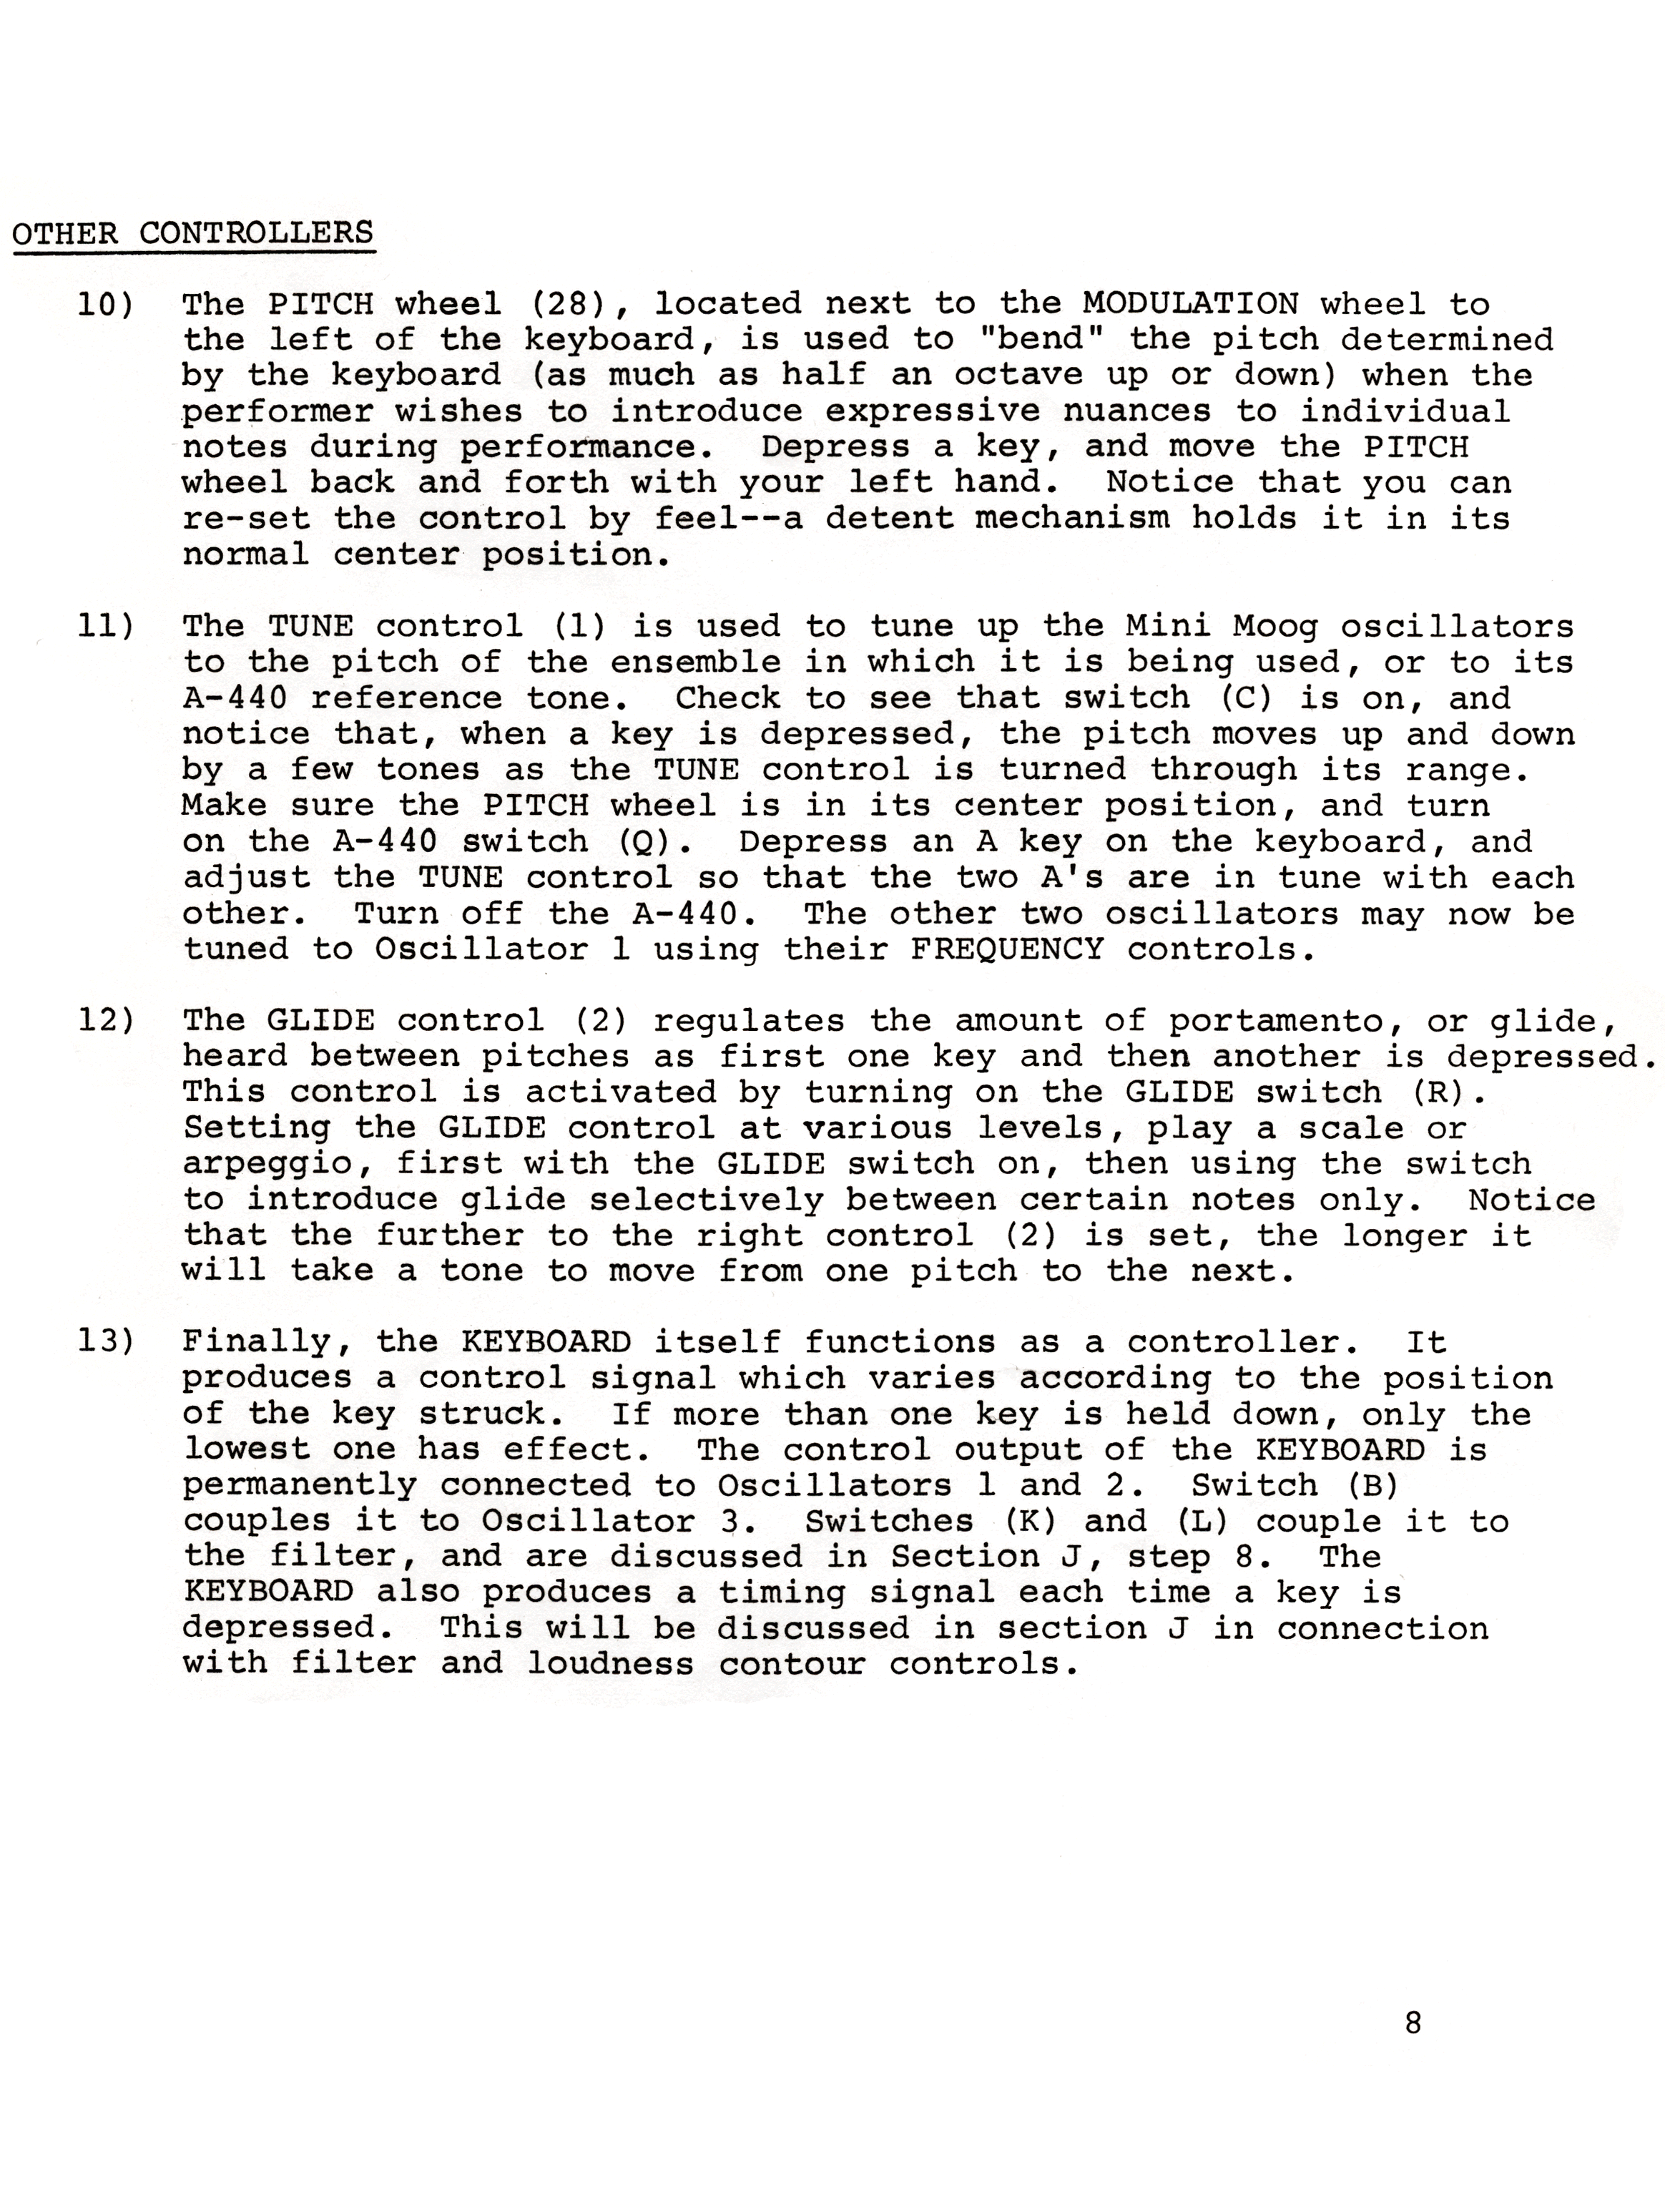 OTHER CONTROLLERS
10) The PITCH wheel (28), located next to the MODULATION wheel to
the left of the keyboard, is used to "bend" the pitch determined
by the keyboard (as much as half an octave up or down) when the
performer wishes to introduce expressive nuances to individual
notes during performance. Depress a key, and move the PITCH
wheel back and forth with your left hand. Notice that you can
re-set the control by feel--a detent mechanism holds it in its
normal center position.
11) The TUNE control (1) is used to tune up the Mini Moog oscillators
to the pitch of the ensemble in which it is being used, or to its
A-440 reference tone. Check to see that switch (C) is on, and
notice that, when a key is depressed, the pitch moves up and down
by a few tones as the TUNE control is turned through its range.
Make sure the PITCH wheel is in its center position, and turn
on the A-440 switch (Q). Depress an A key on the keyboard, and
adjust the TUNE control so that the two A's are in tune with each
other. Turn off the A-440. The other two oscillators may now be
tuned to Oscillator 1 using their FREQUENCY controls.
12) The GLIDE control (2) regulates the amount of portamento, or glide,
heard between pitches as first one key and then another is depressed.
This control is activated by turning on the GLIDE switch (R).
Setting the GLIDE control at various levels, play a scale or
arpeggio, first with the GLIDE switch on, then using the switch
to introduce glide selectively between certain notes only. Notice
that the further to the right control (2) is set, the longer it
will take a tone to move from one pitch to the next.
13) Finally, the KEYBOARD itself functions as a controller. It
produces a control signal which varies according to the position
of the key struck. If more than one key is held down, only the
lowest one has effect. The control output of the KEYBOARD is
permanently connected to Oscillators 1 and 2. Switch (B)
couples it to Oscillator 3. Switches (K) and (L) couple it to
the filter, and are discussed in Section J, step 8. The
KEYBOARD also produces a timing signal each time a key is
depressed. This will be discussed in section J in connection
with filter and loudness contour controls.
8